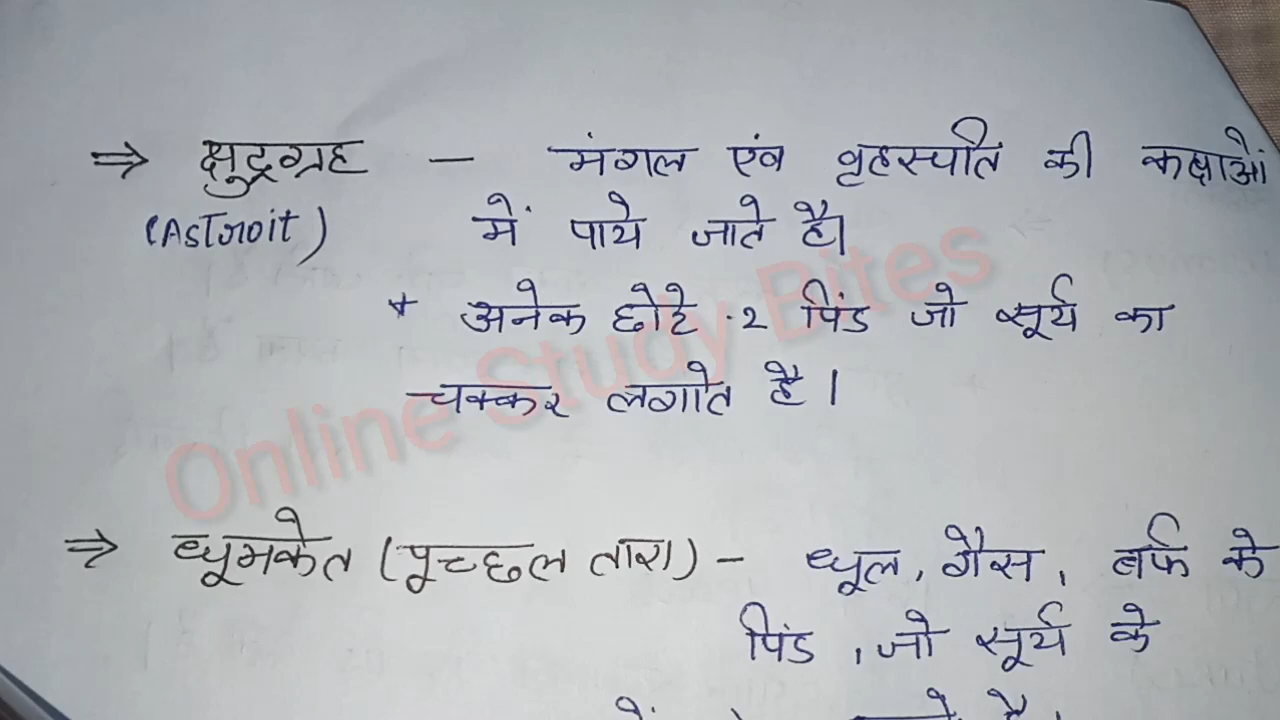 ⇒ क्षुद्रग्रह – मंगल एंव वृहस्पति की कक्षाओं
(Astroit) में पाये जाते है।
* अनेक छोटे -2 पिंड जो सूर्य का
चक्कर लगाते है।
Online Study Bites
⇒ धूमकेत (पूच्छल तारा) – धूल, गैस, बर्फ के
पिंड, जो सूर्य के